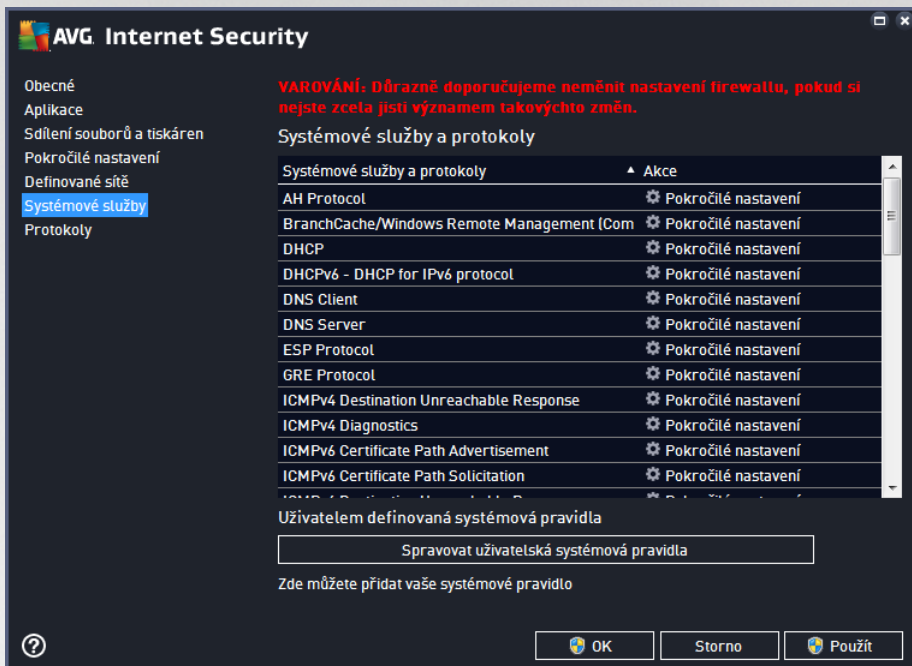 AVG Internet Security
Obecné
Aplikace
Sdílení souborů a tiskáren
Pokročilé nastavení
Definované sítě
Systémové služby
Protokoly
VAROVÁNÍ: Důrazně doporučujeme neměnit nastavení firewallu, pokud si
nejste zcela jisti významem takovýchto změn.
Systémové služby a protokoly
Systémové služby a protokoly Akce
AH Protocol Pokročilé nastavení
BranchCache/Windows Remote Management (Com Pokročilé nastavení
DHCP Pokročilé nastavení
DHCPv6 - DHCP for IPv6 protocol Pokročilé nastavení
DNS Client Pokročilé nastavení
DNS Server Pokročilé nastavení
ESP Protocol Pokročilé nastavení
GRE Protocol Pokročilé nastavení
ICMPv4 Destination Unreachable Response Pokročilé nastavení
ICMPv4 Diagnostics Pokročilé nastavení
ICMPv6 Certificate Path Advertisement Pokročilé nastavení
ICMPv6 Certificate Path Solicitation Pokročilé nastavení
Uživatelem definovaná systémová pravidla
Spravovat uživatelská systémová pravidla
Zde můžete přidat vaše systémové pravidlo
OK Storno Použít